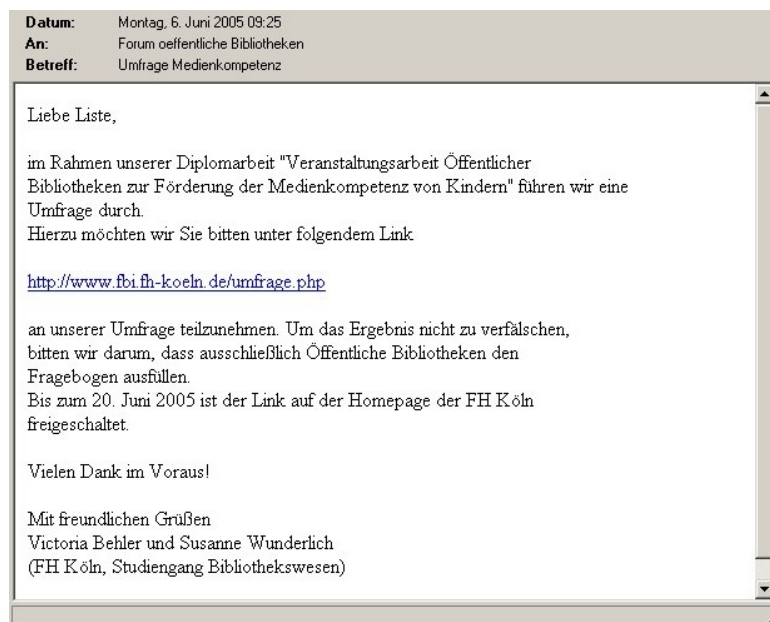 Datum: Montag, 6. Juni 2005 09:25
An: Forum oeffentliche Bibliotheken
Betreff: Umfrage Medienkompetenz
Liebe Liste,
im Rahmen unserer Diplomarbeit "Veranstaltungsarbeit Öffentlicher
Bibliotheken zur Förderung der Medienkompetenz von Kindern" führen wir eine
Umfrage durch.
Hierzu möchten wir Sie bitten unter folgendem Link
http://www.fbi.fh-koeln.de/umfrage.php
an unserer Umfrage teilzunehmen. Um das Ergebnis nicht zu verfälschen,
bitten wir darum, dass ausschließlich Öffentliche Bibliotheken den
Fragebogen ausfüllen.
Bis zum 20. Juni 2005 ist der Link auf der Homepage der FH Köln
freigeschaltet.
Vielen Dank im Voraus!
Mit freundlichen Grüßen
Victoria Behler und Susanne Wunderlich
(FH Köln, Studiengang Bibliothekswesen)